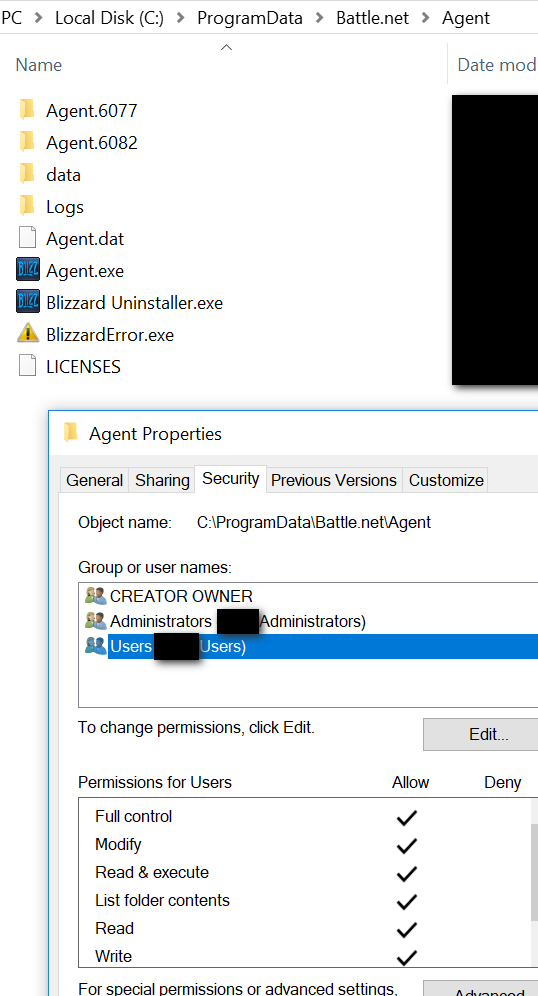 PC > Local Disk (C:) > ProgramData > Battle.net > Agent
Name Date mod
Agent.6077
Agent.6082
data
Logs
Agent.dat
Agent.exe
Blizzard Uninstaller.exe
BlizzardError.exe
LICENSES
Agent Properties
General Sharing Security Previous Versions Customize
Object name: C:\ProgramData\Battle.net\Agent
Group or user names:
CREATOR OWNER
Administrators Administrators)
Users Users)
To change permissions, click Edit.
Edit...
Permissions for Users Allow Deny
Full control
Modify
Read & execute
List folder contents
Read
Write
For special permissions or advanced settings,
Advanced